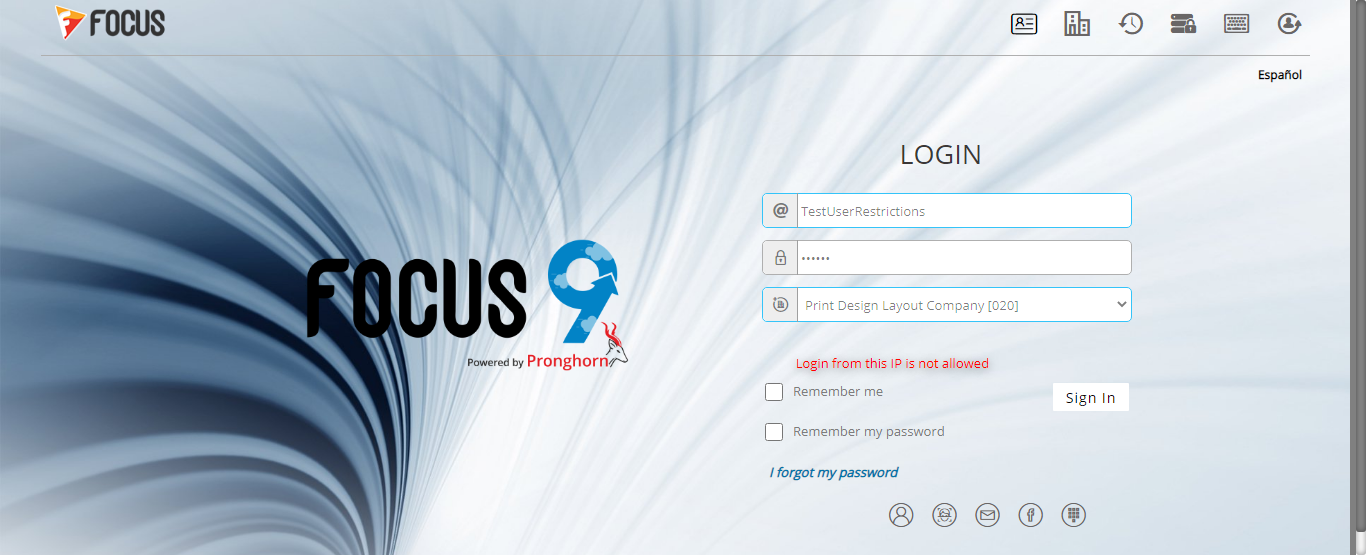 FOCUS
Español
LOGIN
@ TestUserRestrictions
••••••
Print Design Layout Company [020]
FOCUS 9
Powered by Pronghorn
Login from this IP is not allowed
Remember me
Sign In
Remember my password
I forgot my password